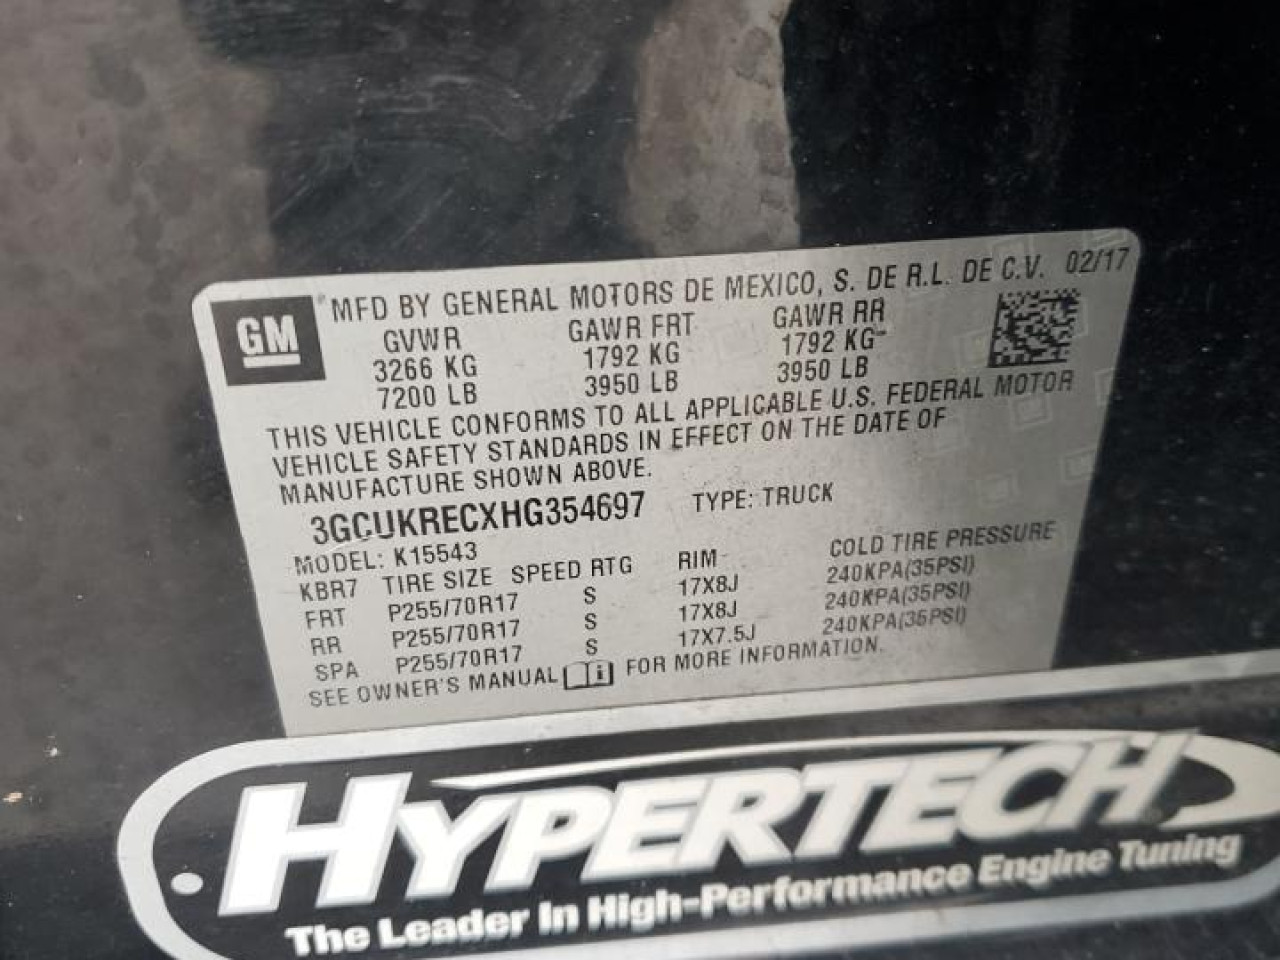 GM
MFD BY GENERAL MOTORS DE MEXICO, S. DE R.L. DE C.V. 02/17
GVWR GAWR FRT GAWR RR
3266 KG 1792 KG 1792 KG
7200 LB 3950 LB 3950 LB
THIS VEHICLE CONFORMS TO ALL APPLICABLE U.S. FEDERAL MOTOR
VEHICLE SAFETY STANDARDS IN EFFECT ON THE DATE OF
MANUFACTURE SHOWN ABOVE.
3GCUKRECXHG354697 TYPE: TRUCK
MODEL: K15543
KBR7 TIRE SIZE SPEED RTG RIM COLD TIRE PRESSURE
FRT P255/70R17 S 17X8J 240KPA(35PSI)
RR P255/70R17 S 17X8J 240KPA(35PSI)
SPA P255/70R17 S 17X7.5J 240KPA(35PSI)
SEE OWNER'S MANUAL FOR MORE INFORMATION.
HYPERTECH
The Leader In High-Performance Engine Tuning